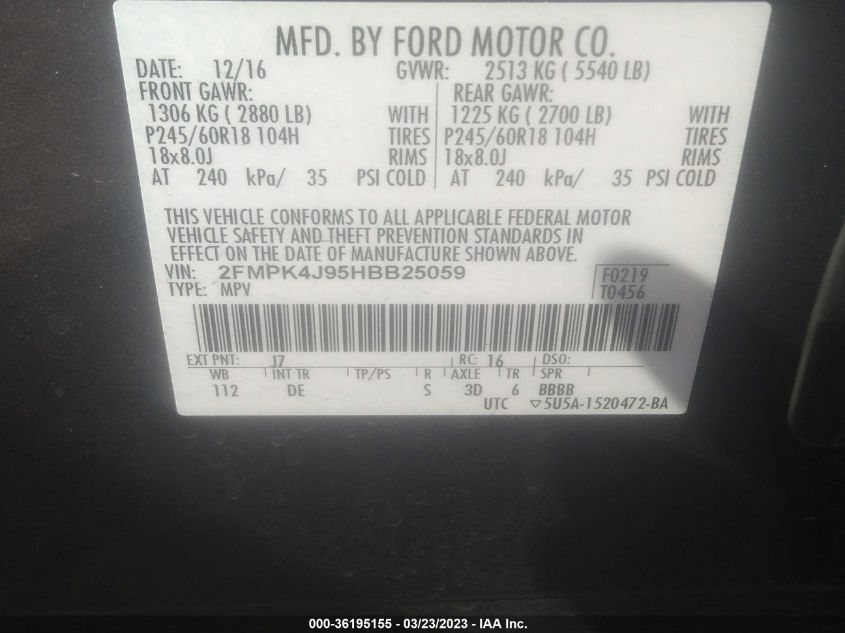 MFD. BY FORD MOTOR CO.
DATE: 12/16 GVWR: 2513 KG ( 5540 LB)
FRONT GAWR: REAR GAWR:
1306 KG ( 2880 LB) WITH 1225 KG ( 2700 LB) WITH
P245/60R18 104H TIRES P245/60R18 104H TIRES
18x8.0J RIMS 18x8.0J RIMS
AT 240 kPa/ 35 PSI COLD AT 240 kPa/ 35 PSI COLD
THIS VEHICLE CONFORMS TO ALL APPLICABLE FEDERAL MOTOR
VEHICLE SAFETY AND THEFT PREVENTION STANDARDS IN
EFFECT ON THE DATE OF MANUFACTURE SHOWN ABOVE.
VIN: 2FMPK4J95HBB25059 F0219
TYPE: MPV T0456
EXT PNT: J7 RC: 16 DSO:
WB INT TR TP/PS R AXLE TR SPR
112 DE S 3D 6 BBBB
UTC ▽5U5A-1520472-BA
000-36195155 — 03/23/2023 — IAA Inc.